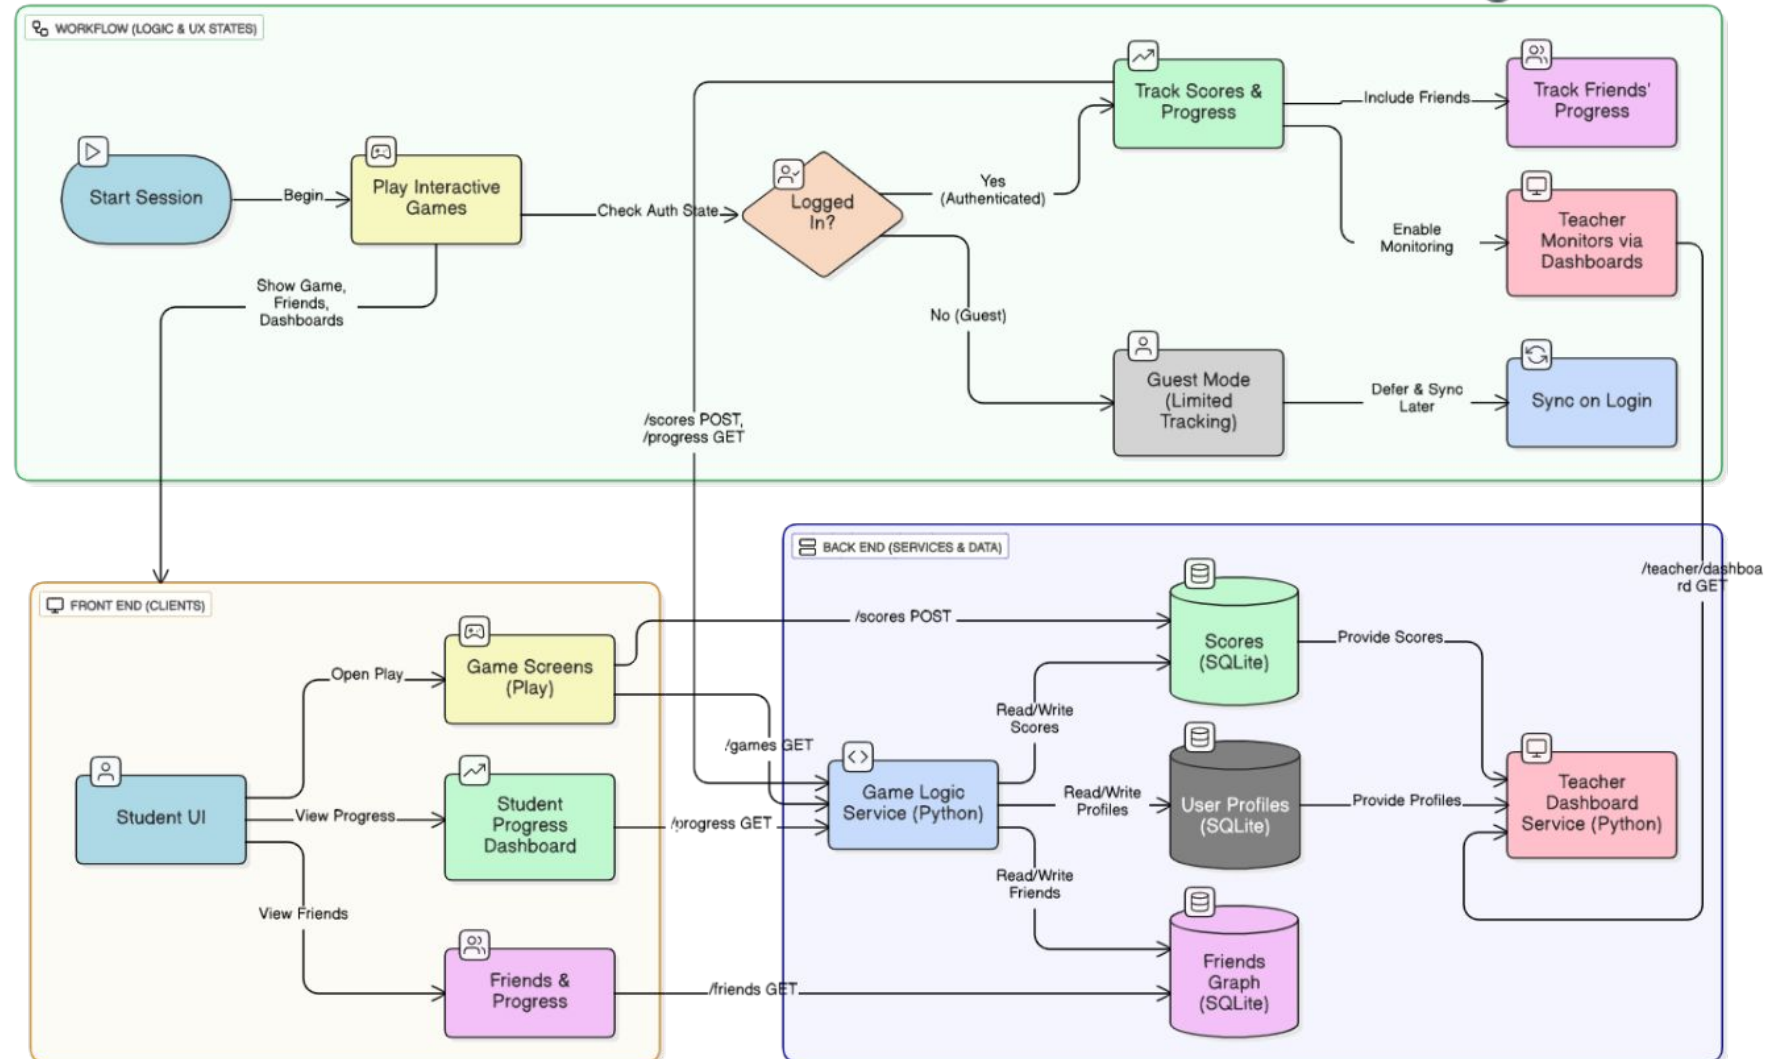 WORKFLOW (LOGIC & UX STATES)
Start Session
Begin
Play Interactive
Games
Check Auth State
Logged
In?
Yes
(Authenticated)
Track Scores &
Progress
Include Friends
Track Friends'
Progress
Enable
Monitoring
Teacher
Monitors via
Dashboards
Show Game,
Friends,
Dashboards
No (Guest)
Guest Mode
(Limited
Tracking)
Defer & Sync
Later
Sync on Login
/scores POST,
/progress GET
/teacher/dashboa
rd GET
FRONT END (CLIENTS)
Student UI
Open Play
View Progress
View Friends
Game Screens
(Play)
Student
Progress
Dashboard
Friends &
Progress
/scores POST
/games GET
/progress GET
/friends GET
BACK END (SERVICES & DATA)
Game Logic
Service (Python)
Read/Write
Scores
Read/Write
Profiles
Read/Write
Friends
Scores
(SQLite)
User Profiles
(SQLite)
Friends
Graph
(SQLite)
Provide Scores
Provide Profiles
Teacher
Dashboard
Service (Python)